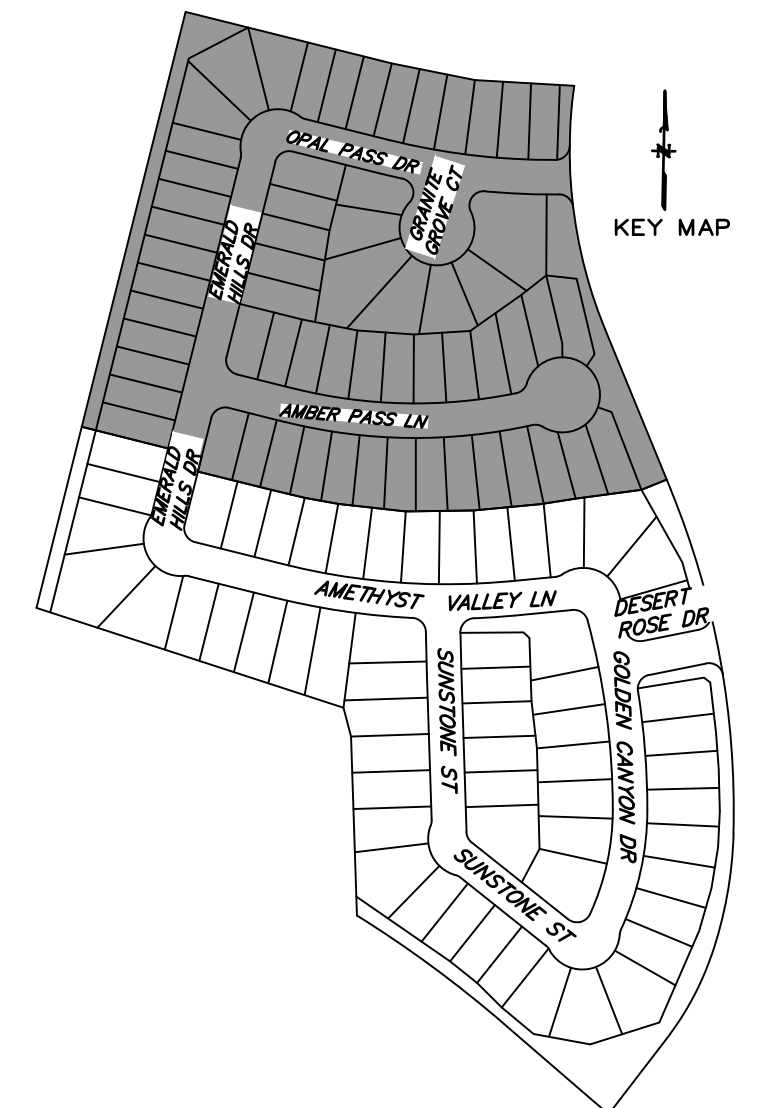 OPAL PASS DR
GRANITE
GROVE CT
N
KEY MAP
EMERALD
HILLS DR
AMBER PASS LN
EMERALD
HILLS DR
AMETHYST VALLEY LN
DESERT
ROSE DR
SUNSTONE ST
GOLDEN CANYON DR
SUNSTONE ST